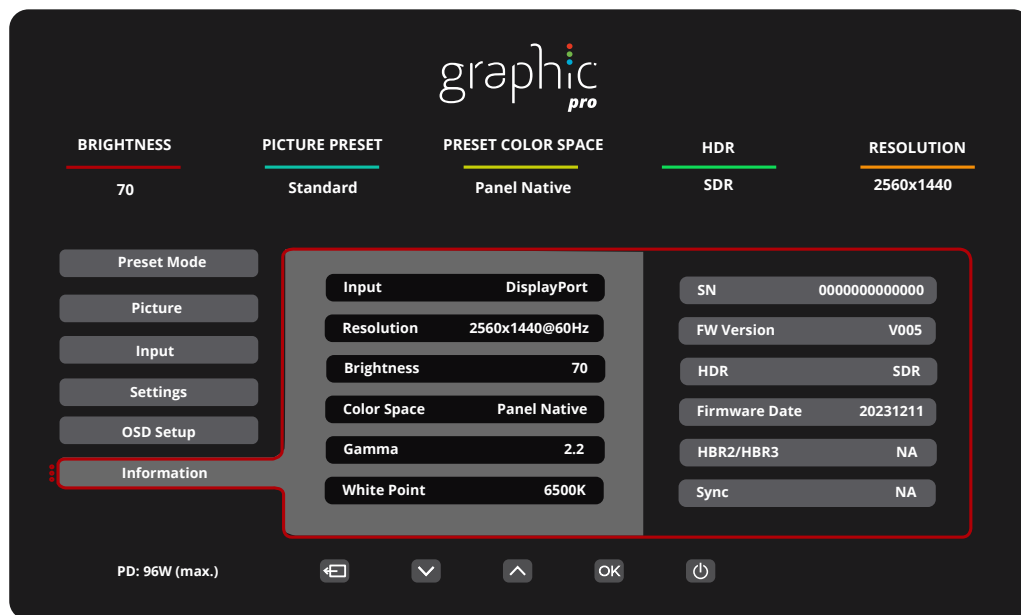 graphic
pro
BRIGHTNESS PICTURE PRESET PRESET COLOR SPACE HDR RESOLUTION
70 Standard Panel Native SDR 2560x1440
Preset Mode
Picture
Input
Settings
OSD Setup
Information
Input DisplayPort
Resolution 2560x1440@60Hz
Brightness 70
Color Space Panel Native
Gamma 2.2
White Point 6500K
SN 0000000000000
FW Version V005
HDR SDR
Firmware Date 20231211
HBR2/HBR3 NA
Sync NA
PD: 96W (max.) OK